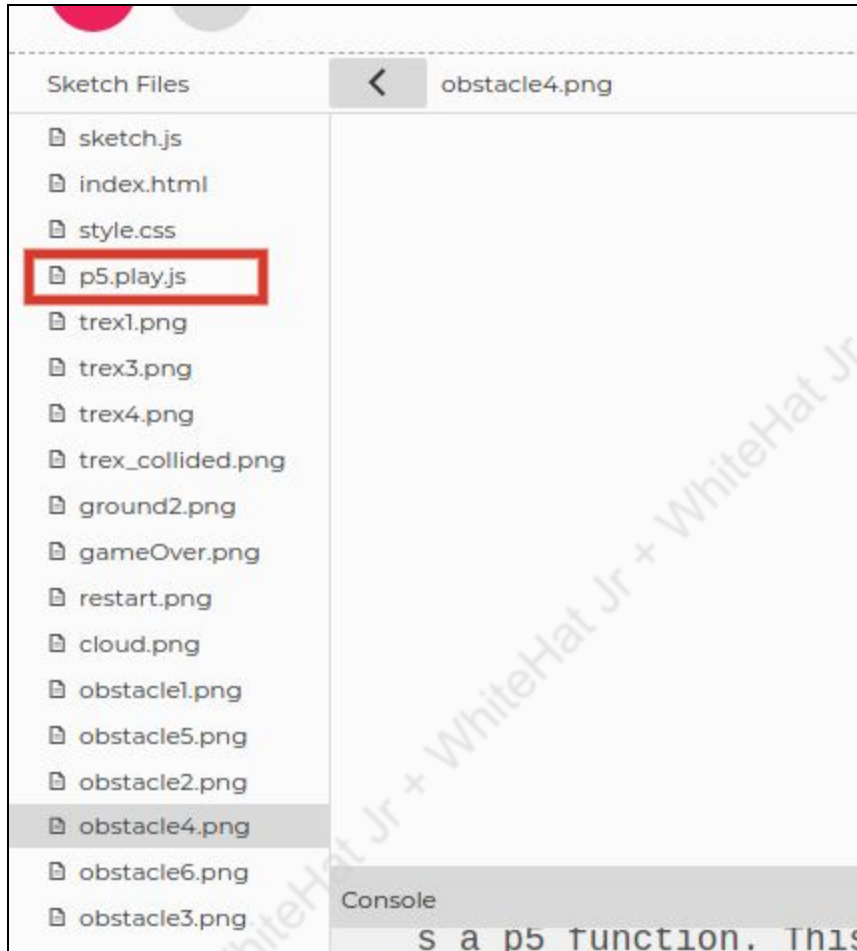 Sketch Files
obstacle4.png
sketch.js
index.html
style.css
p5.play.js
trex1.png
trex3.png
trex4.png
trex_collided.png
ground2.png
gameOver.png
restart.png
cloud.png
obstacle1.png
obstacle5.png
obstacle2.png
obstacle4.png
obstacle6.png
obstacle3.png
Console
s a p5 function. This
WhiteHat Jr + WhiteHat Jr + WhiteHat Jr